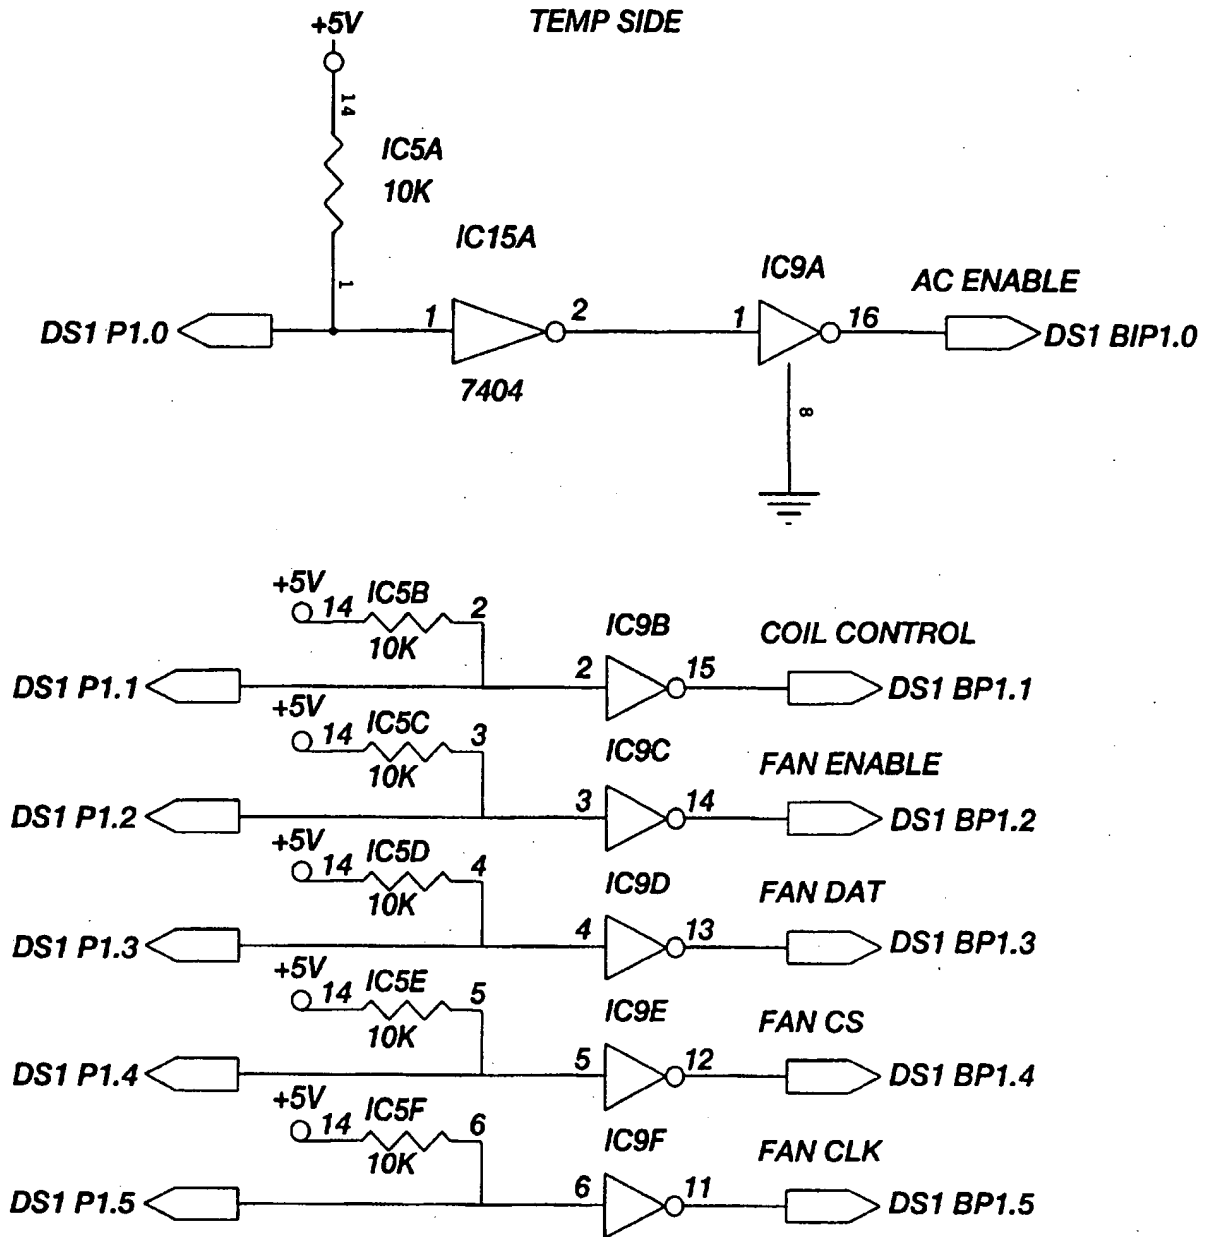 +5V
TEMP SIDE
14
IC5A
10K
1
IC15A
IC9A
AC ENABLE
DS1 P1.0
1
2
1
16
DS1 BIP1.0
7404
8
+5V
14
IC5B
2
10K
IC9B
COIL CONTROL
DS1 P1.1
2
15
DS1 BP1.1
+5V
14
IC5C
3
10K
IC9C
FAN ENABLE
DS1 P1.2
3
14
DS1 BP1.2
+5V
14
IC5D
4
10K
IC9D
FAN DAT
DS1 P1.3
4
13
DS1 BP1.3
+5V
14
IC5E
5
10K
IC9E
FAN CS
DS1 P1.4
5
12
DS1 BP1.4
+5V
14
IC5F
6
10K
IC9F
FAN CLK
DS1 P1.5
6
11
DS1 BP1.5